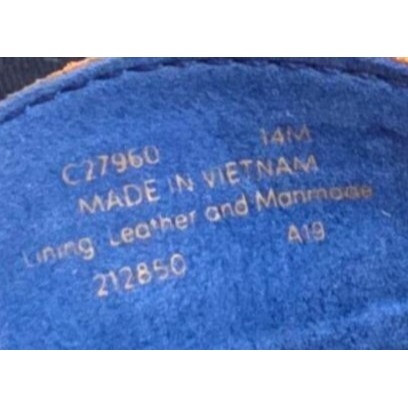 C27960 14M
MADE IN VIETNAM
Lining Leather and Manmade
212850 A19